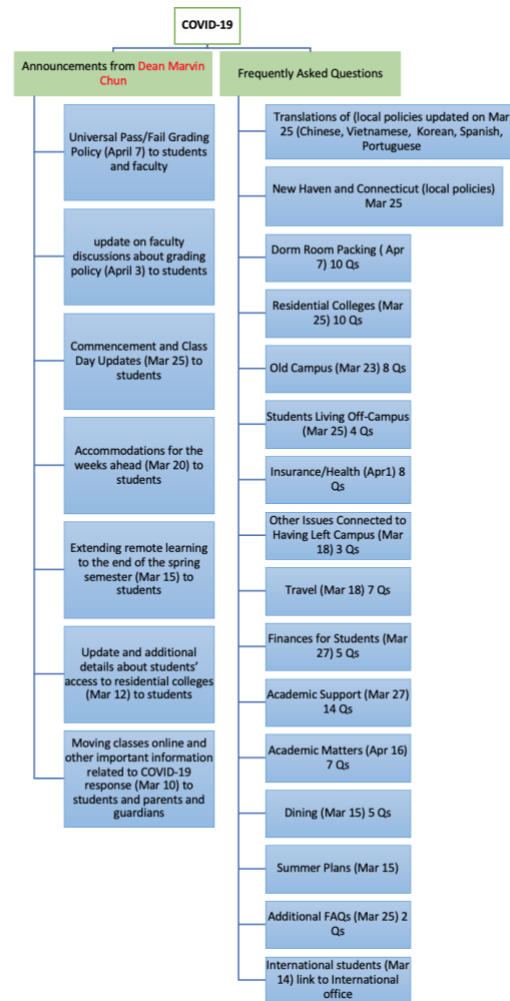 COVID-19
Announcements from Dean Marvin
Chun
Universal Pass/Fail Grading
Policy (April 7) to students
and faculty
update on faculty
discussions about grading
policy (April 3) to students
Commencement and Class
Day Updates (Mar 25) to
students
Accommodations for the
weeks ahead (Mar 20) to
students
Extending remote learning
to the end of the spring
semester (Mar 15) to
students
Update and additional
details about students’
access to residential colleges
(Mar 12) to students
Moving classes online and
other important information
related to COVID-19
response (Mar 10) to
students and parents and
guardians
Frequently Asked Questions
Translations of (local policies updated on Mar
25 (Chinese, Vietnamese, Korean, Spanish,
Portuguese
New Haven and Connecticut (local policies)
Mar 25
Dorm Room Packing ( Apr
7) 10 Qs
Residential Colleges (Mar
25) 10 Qs
Old Campus (Mar 23) 8 Qs
Students Living Off-Campus
(Mar 25) 4 Qs
Insurance/Health (Apr1) 8
Qs
Other Issues Connected to
Having Left Campus (Mar
18) 3 Qs
Travel (Mar 18) 7 Qs
Finances for Students (Mar
27) 5 Qs
Academic Support (Mar 27)
14 Qs
Academic Matters (Apr 16)
7 Qs
Dining (Mar 15) 5 Qs
Summer Plans (Mar 15)
Additional FAQs (Mar 25) 2
Qs
International students (Mar
14) link to International
office